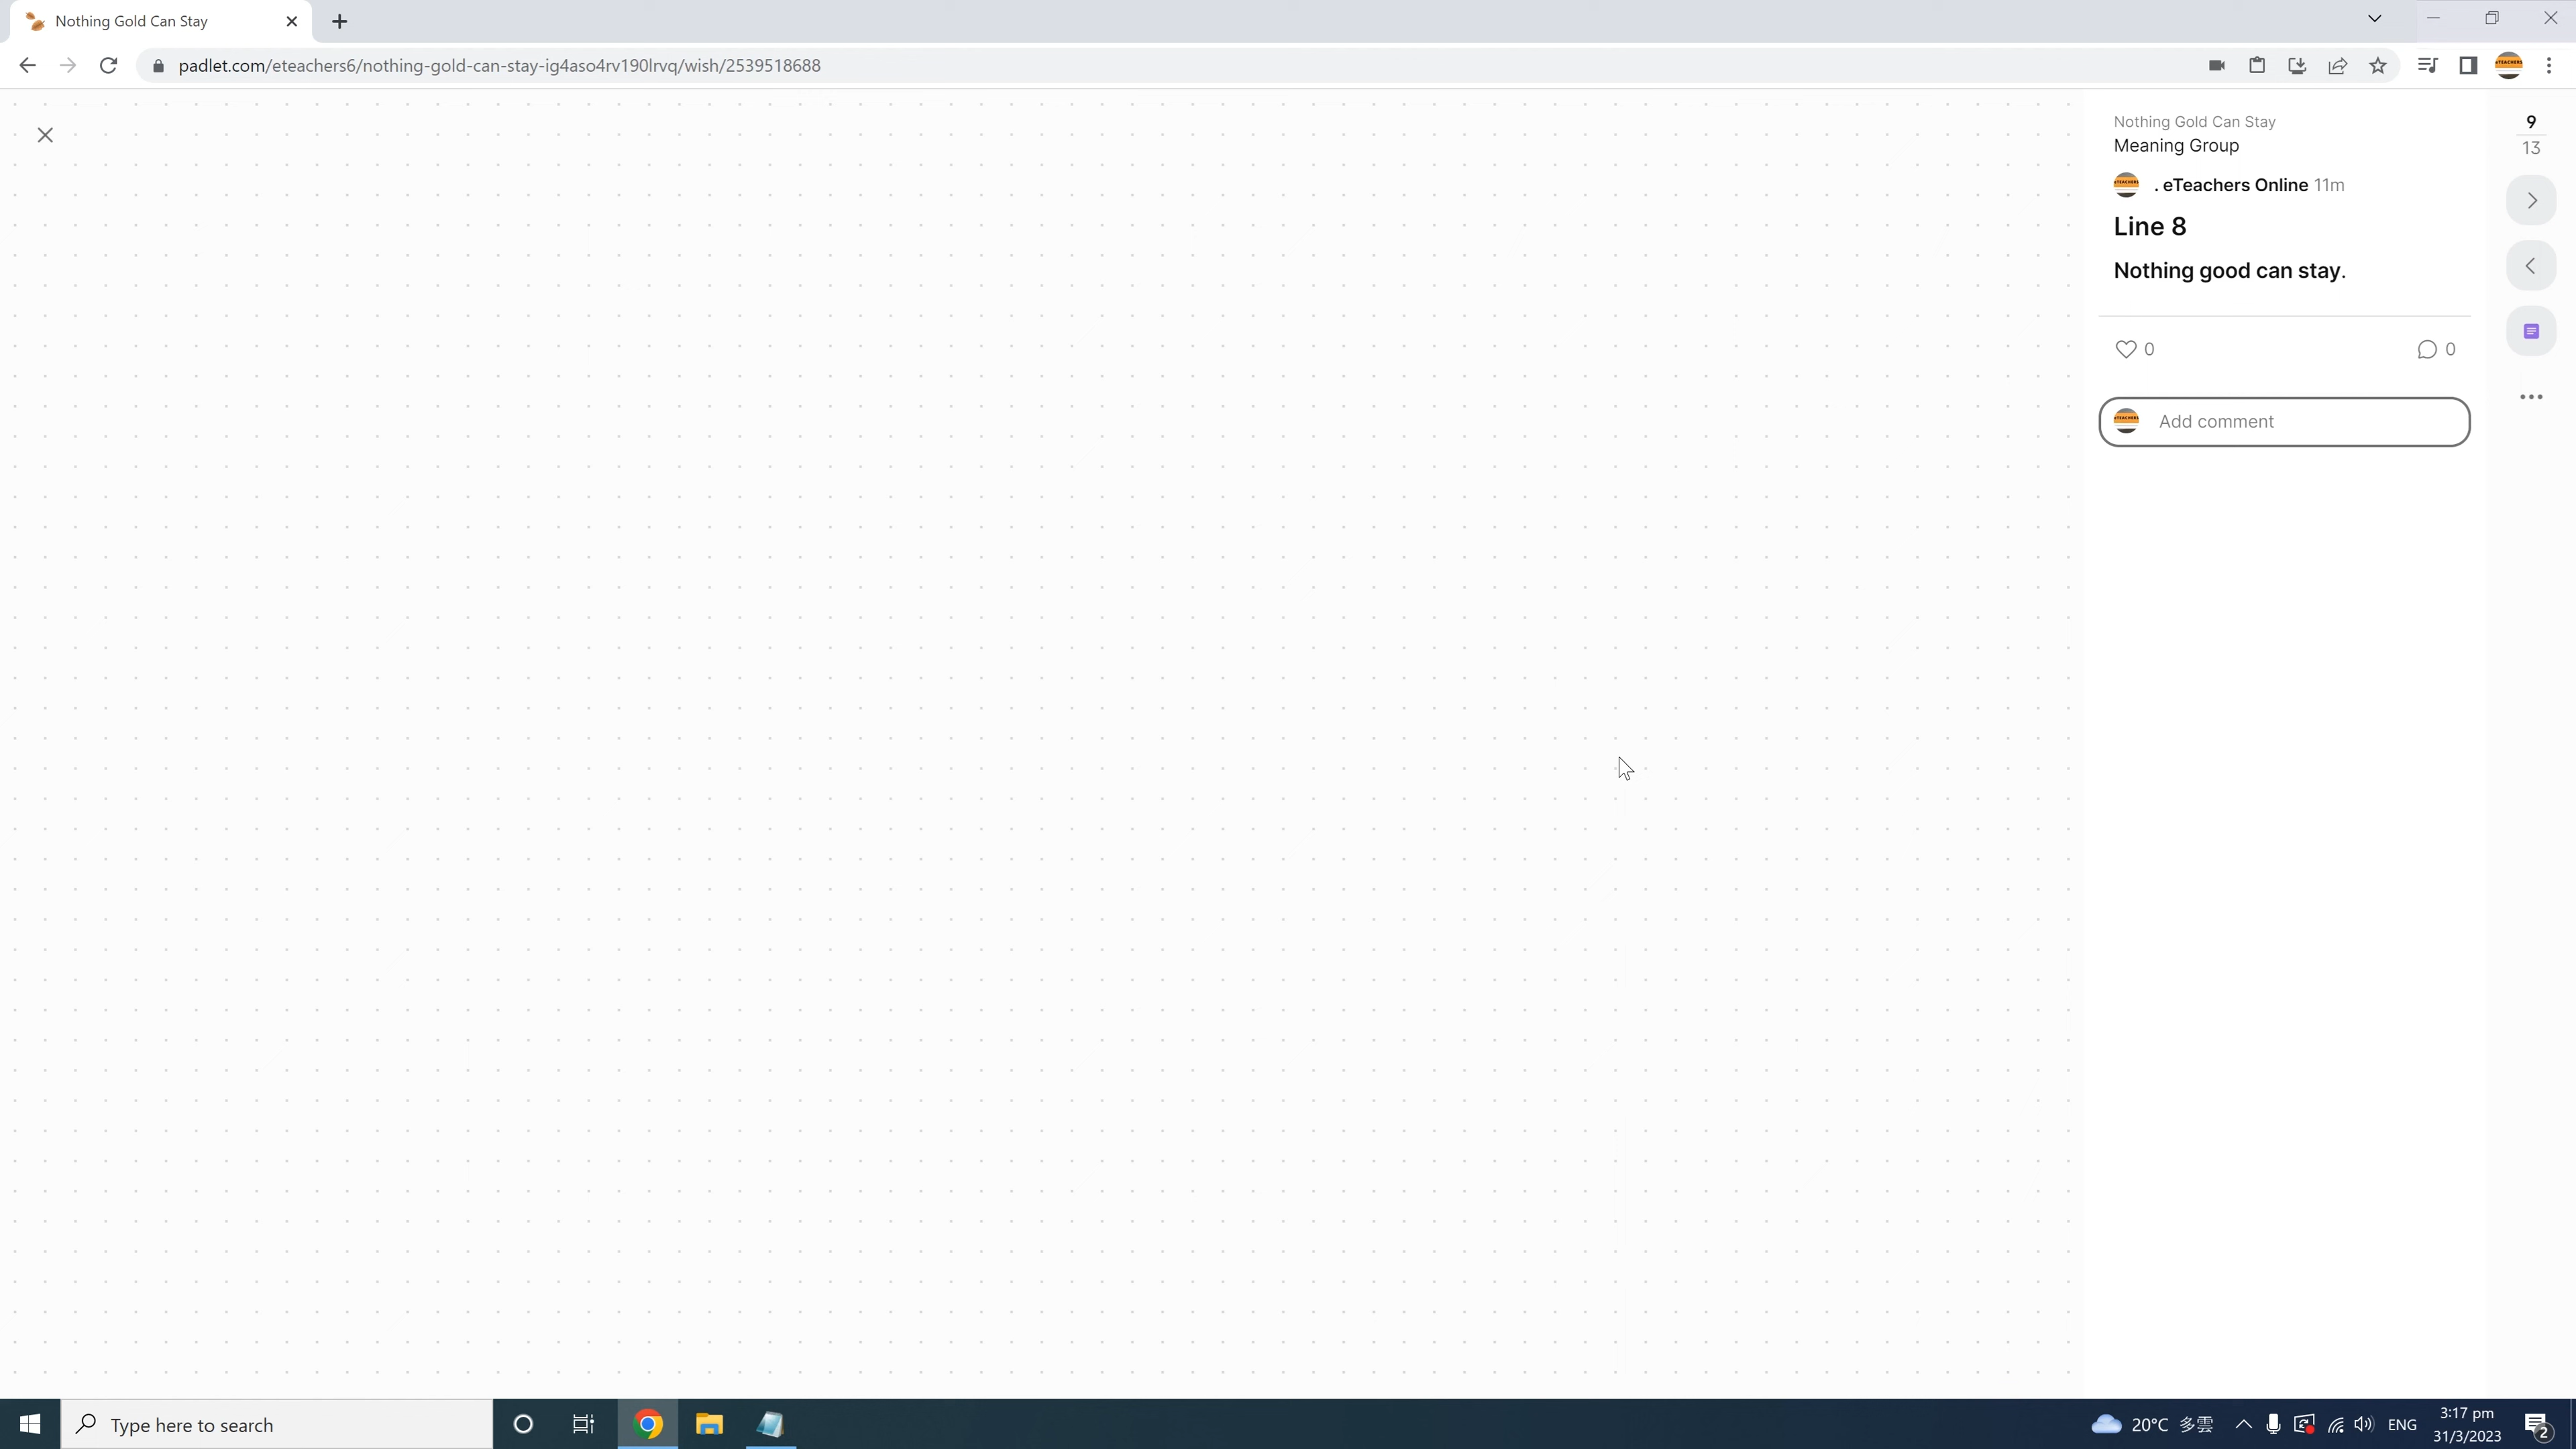 Nothing Gold Can Stay
padlet.com/eteachers6/nothing-gold-can-stay-ig4aso4rv190lrvq/wish/2539518688
Nothing Gold Can Stay
Meaning Group
. eTeachers Online 11m
Line 8
Nothing good can stay.
0
0
Add comment
9
13
Type here to search
20°C 多雲
ENG
3:17 pm
31/3/2023
2